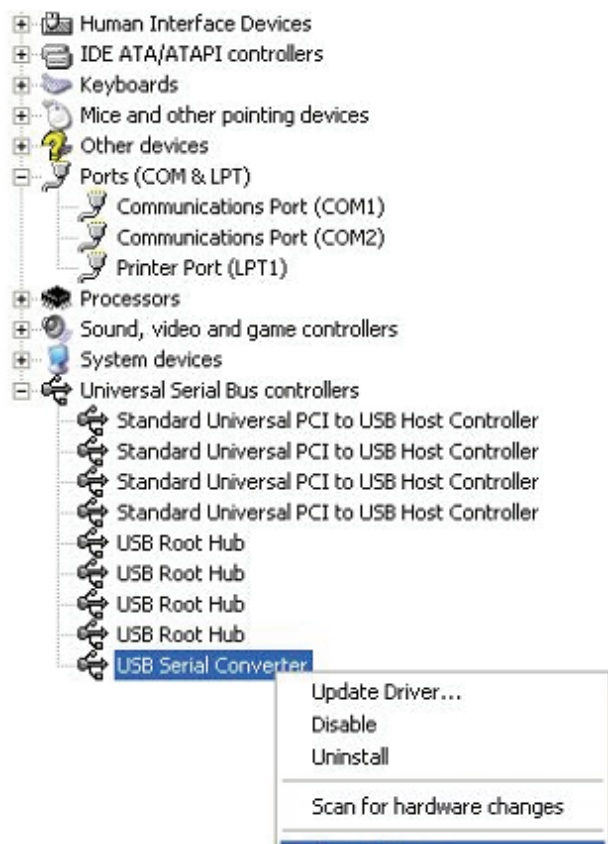 Human Interface Devices
IDE ATA/ATAPI controllers
Keyboards
Mice and other pointing devices
Other devices
Ports (COM & LPT)
Communications Port (COM1)
Communications Port (COM2)
Printer Port (LPT1)
Processors
Sound, video and game controllers
System devices
Universal Serial Bus controllers
Standard Universal PCI to USB Host Controller
Standard Universal PCI to USB Host Controller
Standard Universal PCI to USB Host Controller
Standard Universal PCI to USB Host Controller
USB Root Hub
USB Root Hub
USB Root Hub
USB Root Hub
USB Serial Converter
Update Driver...
Disable
Uninstall
Scan for hardware changes